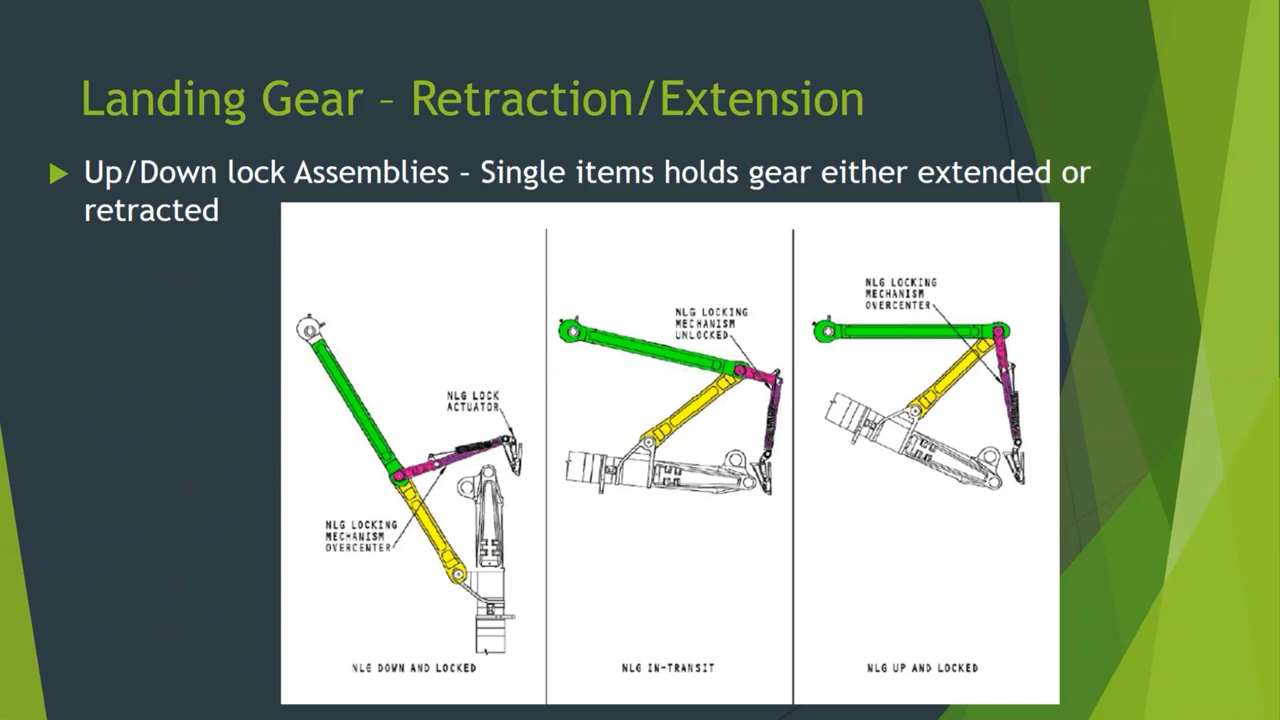 Landing Gear – Retraction/Extension
Up/Down lock Assemblies – Single items holds gear either extended or
retracted
NLG LOCK
ACTUATOR
NLG LOCKING
MECHANISM
OVERCENTER
NLG DOWN AND LOCKED
NLG LOCKING
MECHANISM
UNLOCKED
NLG IN-TRANSIT
NLG LOCKING
MECHANISM
OVERCENTER
NLG UP AND LOCKED